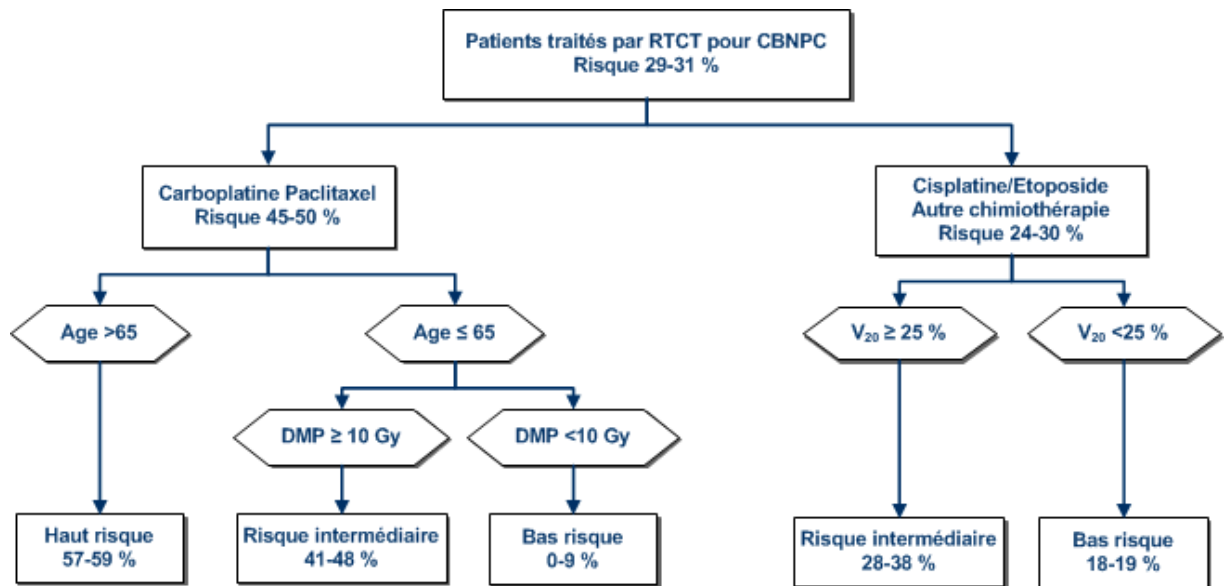 Patients traités par RTCT pour CBNPC
Risque 29-31 %
Carboplatine Paclitaxel
Risque 45-50 %
Cisplatine/Etoposide
Autre chimiothérapie
Risque 24-30 %
Age >65
Age ≤ 65
V₂₀ ≥ 25 %
V₂₀ <25 %
DMP ≥ 10 Gy
DMP <10 Gy
Haut risque
57-59 %
Risque intermédiaire
41-48 %
Bas risque
0-9 %
Risque intermédiaire
28-38 %
Bas risque
18-19 %